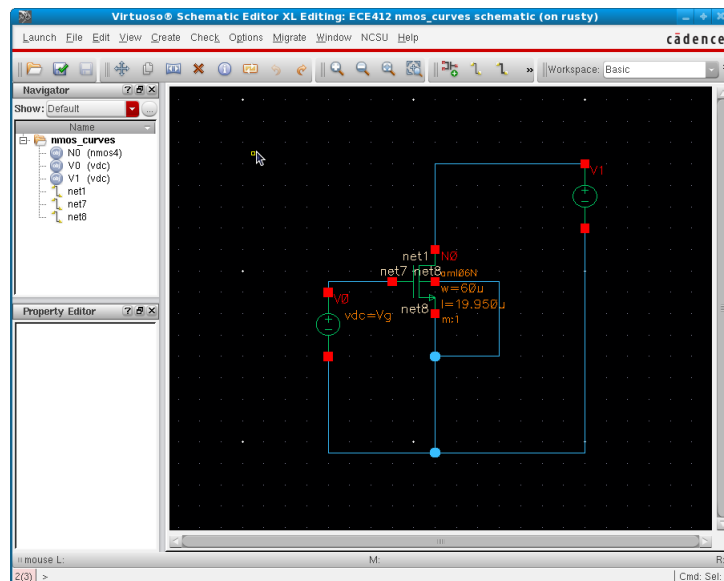 Virtuoso® Schematic Editor XL Editing: ECE412 nmos_curves schematic (on rusty)
Launch File Edit View Create Check Options Migrate Window NCSU Help
cādence
» Workspace: Basic
Navigator
Show: Default
Name
nmos_curves
N0 (nmos4)
V0 (vdc)
V1 (vdc)
net1
net7
net8
Property Editor
V1
net1 N0
net7 net8 ami06N
w=60u
l=19.950u
net8 m:1
V0
vdc=Vg
mouse L: M: R:
2(3) > Cmd: Sel: